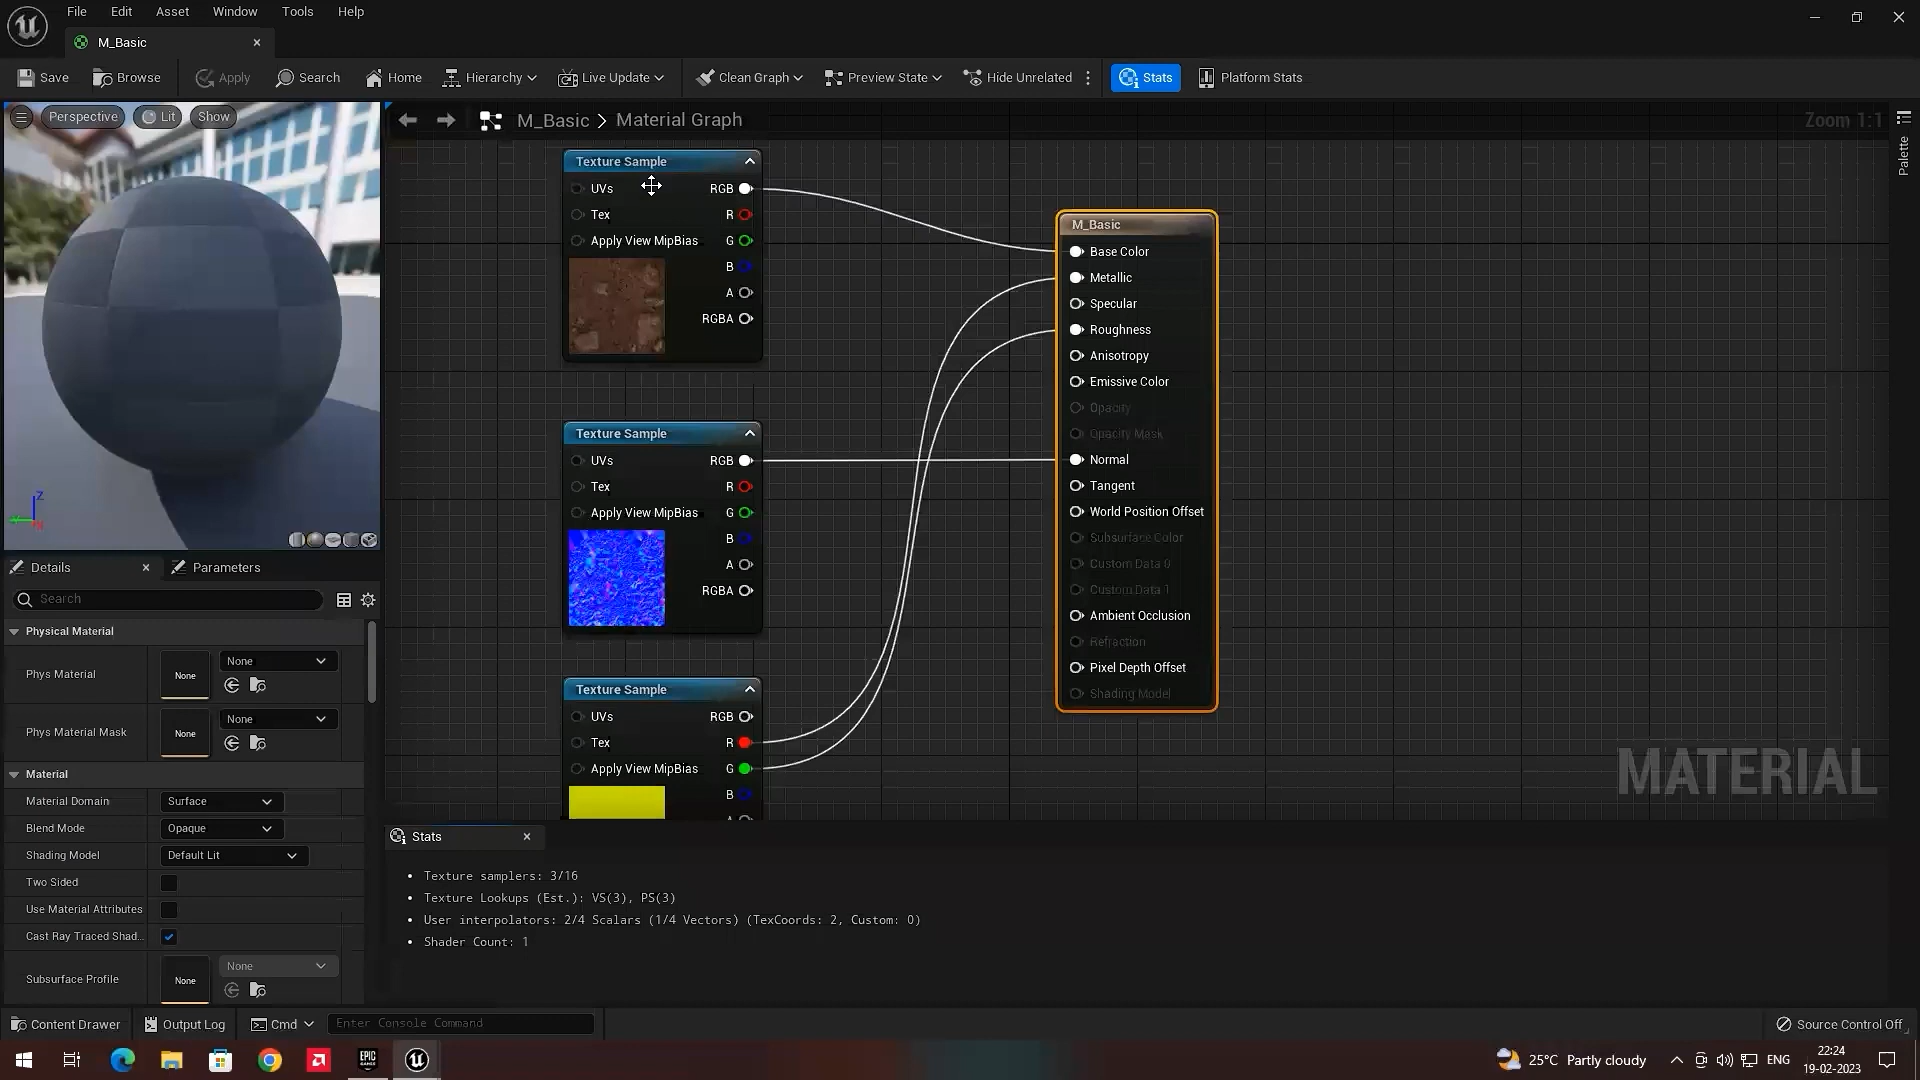 File Edit Asset Window Tools Help
M_Basic
Save Browse Apply Search Home Hierarchy Live Update Clean Graph Preview State Hide Unrelated Stats Platform Stats
Perspective Lit Show
M_Basic > Material Graph
Zoom 1:1
Palette
Texture Sample
UVs RGB
Tex R
Apply View MipBias G
B
A
RGBA
Texture Sample
UVs RGB
Tex R
Apply View MipBias G
B
A
RGBA
Texture Sample
UVs RGB
Tex R
Apply View MipBias G
B
A
M_Basic
Base Color
Metallic
Specular
Roughness
Anisotropy
Emissive Color
Opacity
Opacity Mask
Normal
Tangent
World Position Offset
Subsurface Color
Custom Data 0
Custom Data 1
Ambient Occlusion
Refraction
Pixel Depth Offset
Shading Model
MATERIAL
Z
Details Parameters
Search
Physical Material
Phys Material None None
Phys Material Mask None None
Material
Material Domain Surface
Blend Mode Opaque
Shading Model Default Lit
Two Sided
Use Material Attributes
Cast Ray Traced Shad...
Subsurface Profile None None
Stats
• Texture samplers: 3/16
• Texture Lookups (Est.): VS(3), PS(3)
• User interpolators: 2/4 Scalars (1/4 Vectors) (TexCoords: 2, Custom: 0)
• Shader Count: 1
Content Drawer Output Log Cmd Enter Console Command Source Control Off
EPIC GAMES
25°C Partly cloudy ENG 22:24
19-02-2023